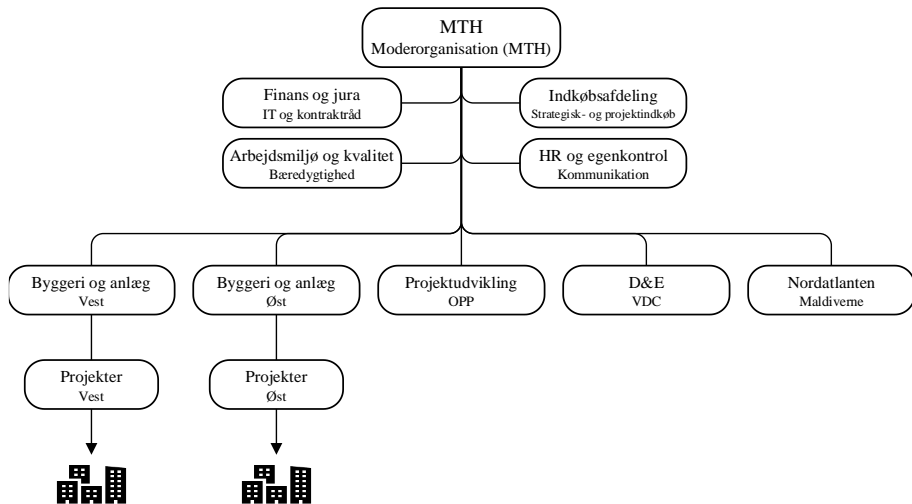 MTH
Moderorganisation (MTH)
Finans og jura
IT og kontraktråd
Indkøbsafdeling
Strategisk- og projektindkøb
Arbejdsmiljø og kvalitet
Bæredygtighed
HR og egenkontrol
Kommunikation
Byggeri og anlæg
Vest
Byggeri og anlæg
Øst
Projektudvikling
OPP
D&E
VDC
Nordatlanten
Maldiverne
Projekter
Vest
Projekter
Øst